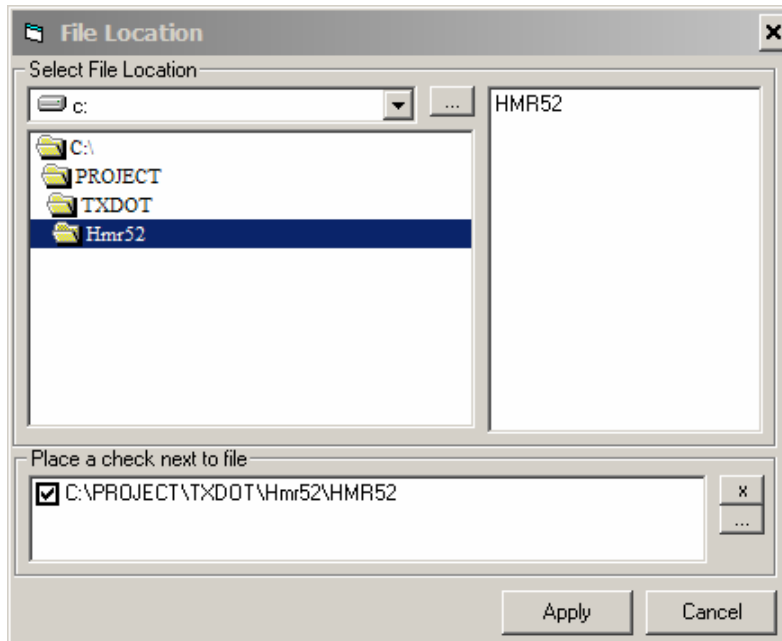 File Location
Select File Location
c:
...
HMR52
C:\
PROJECT
TXDOT
Hmr52
Place a check next to file
C:\PROJECT\TXDOT\Hmr52\HMR52
x
...
Apply
Cancel